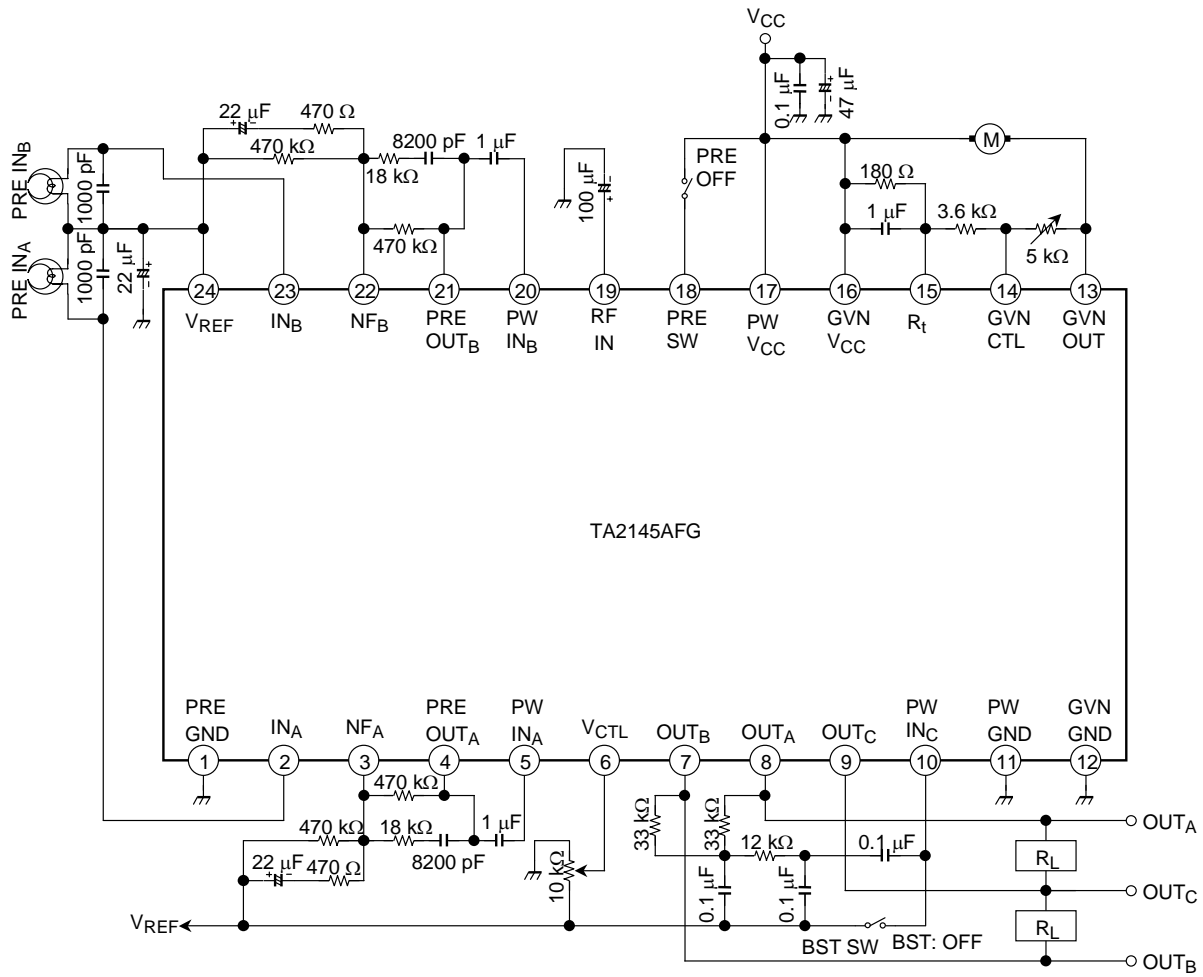 VCC
0.1 μF
47 μF
22 μF
470 Ω
470 kΩ
8200 pF
1 μF
18 kΩ
470 kΩ
100 μF
PRE OFF
M
180 Ω
1 μF
3.6 kΩ
5 kΩ
PRE INB
1000 pF
PRE INA
1000 pF
22 μF
24
23
22
21
20
19
18
17
16
15
14
13
VREF
INB
NFB
PRE OUTB
PW INB
RF IN
PRE SW
PW VCC
GVN VCC
Rt
GVN CTL
GVN OUT
TA2145AFG
PRE GND
INA
NFA
PRE OUTA
PW INA
VCTL
OUTB
OUTA
OUTC
PW INC
PW GND
GVN GND
1
2
3
4
5
6
7
8
9
10
11
12
470 kΩ
470 kΩ
18 kΩ
1 μF
8200 pF
22 μF
470 Ω
10 kΩ
33 kΩ
33 kΩ
12 kΩ
0.1 μF
0.1 μF
0.1 μF
VREF
BST SW
BST: OFF
RL
RL
OUTA
OUTC
OUTB